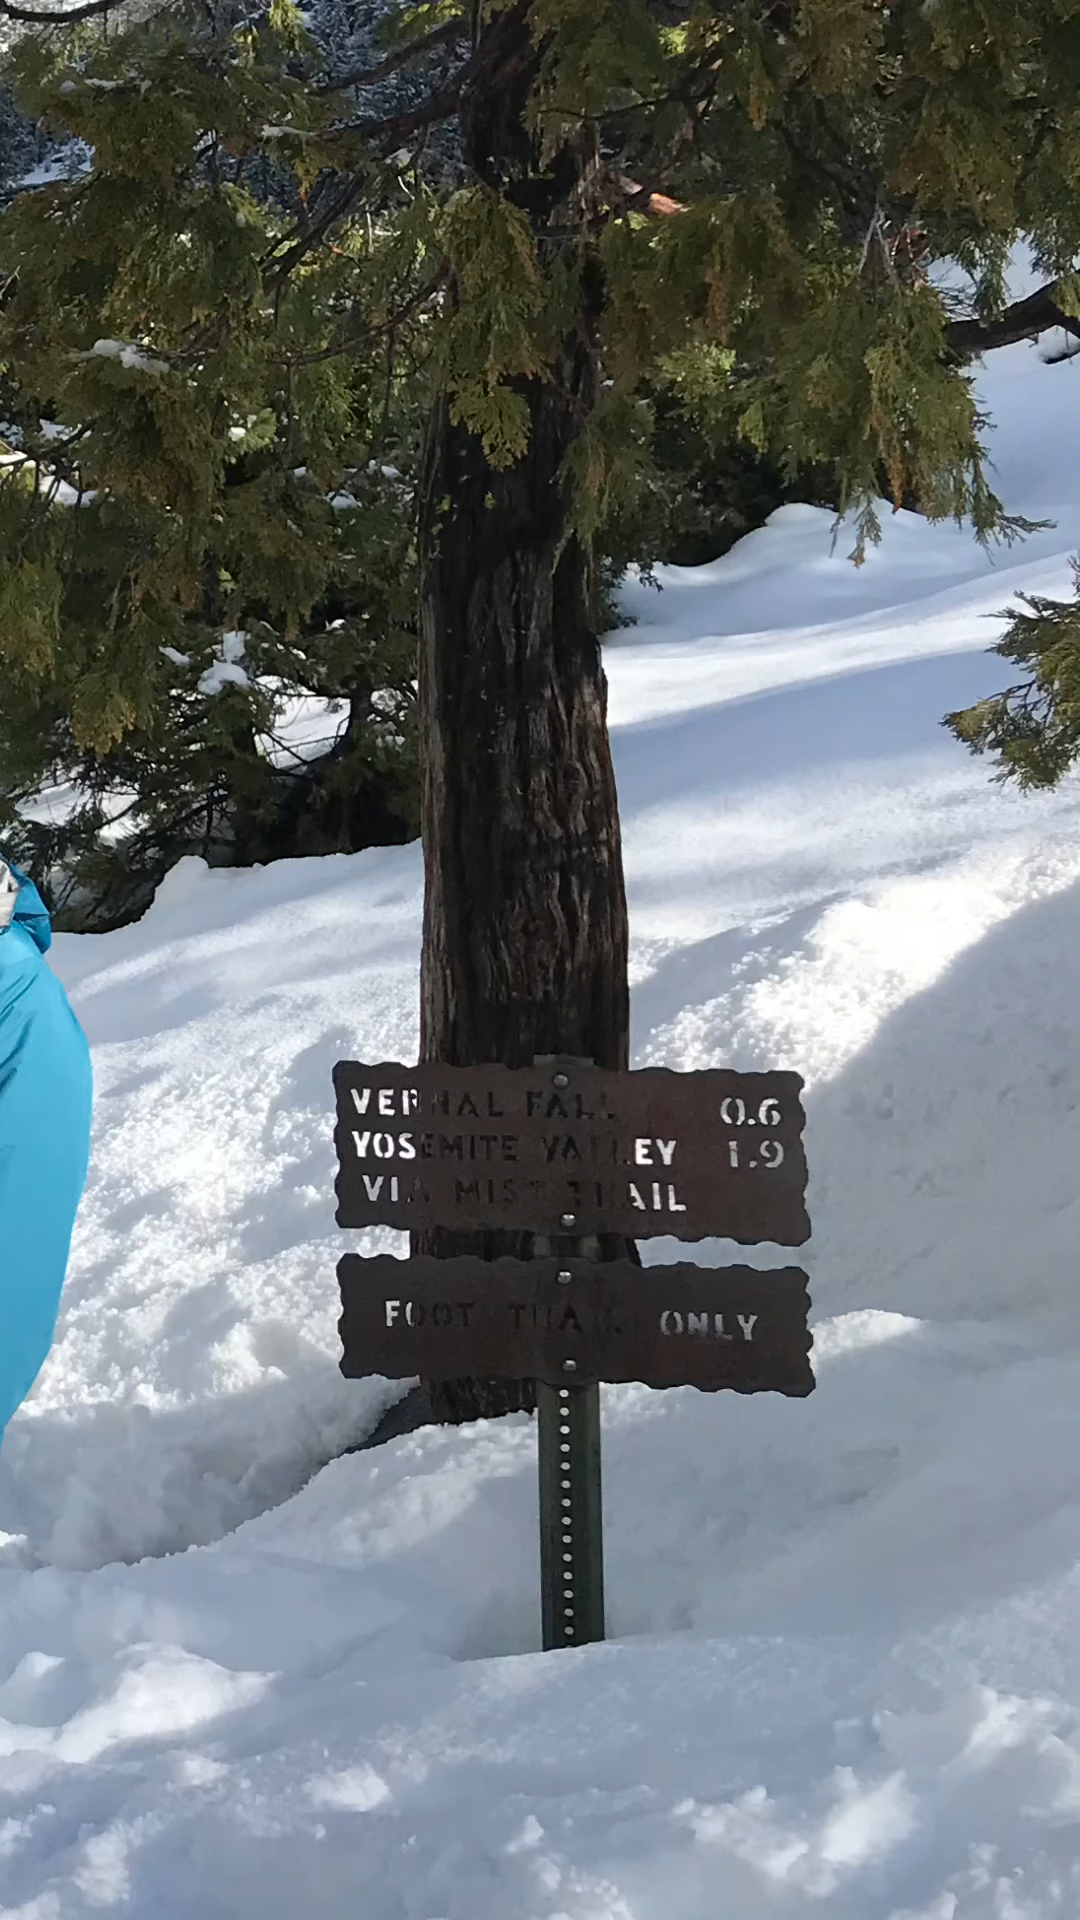 VERNAL FALL 0.6
YOSEMITE VALLEY 1.9
VIA MIST TRAIL
FOOT TRAIL ONLY